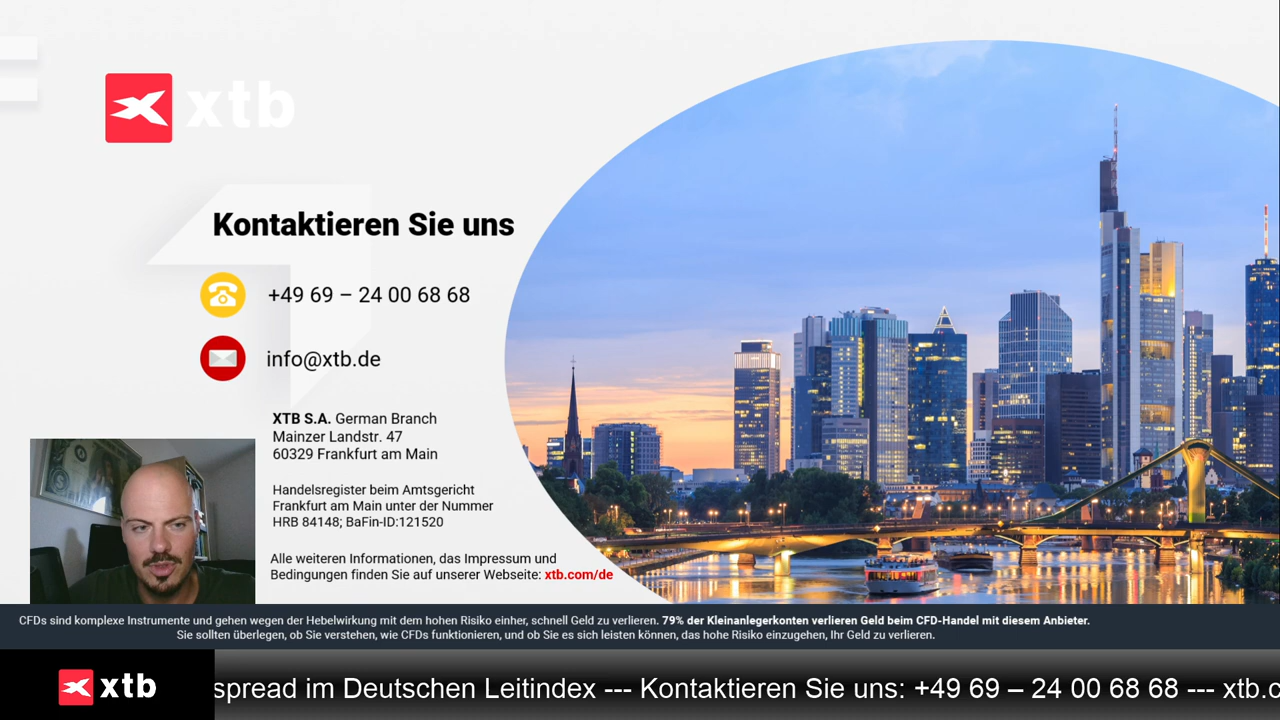 xtb
Kontaktieren Sie uns
+49 69 – 24 00 68 68
info@xtb.de
XTB S.A. German Branch
Mainzer Landstr. 47
60329 Frankfurt am Main
Handelsregister beim Amtsgericht
Frankfurt am Main unter der Nummer
HRB 84148; BaFin-ID:121520
Alle weiteren Informationen, das Impressum und
Bedingungen finden Sie auf unserer Webseite: xtb.com/de
CFDs sind komplexe Instrumente und gehen wegen der Hebelwirkung mit dem hohen Risiko einher, schnell Geld zu verlieren. 79% der Kleinanlegerkonten verlieren Geld beim CFD-Handel mit diesem Anbieter.
Sie sollten überlegen, ob Sie verstehen, wie CFDs funktionieren, und ob Sie es sich leisten können, das hohe Risiko einzugehen, Ihr Geld zu verlieren.
xtb
spread im Deutschen Leitindex --- Kontaktieren Sie uns: +49 69 – 24 00 68 68 --- xtb.c